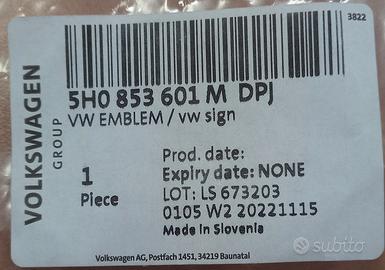 3822
VOLKSWAGEN
GROUP
5H0 853 601 M DPJ
VW EMBLEM / vw sign
1
Piece
Prod. date:
Expiry date: NONE
LOT: LS 673203
0105 W2 20221115
Made in Slovenia
Volkswagen AG, Postfach 1451, 34219 Baunatal
subito